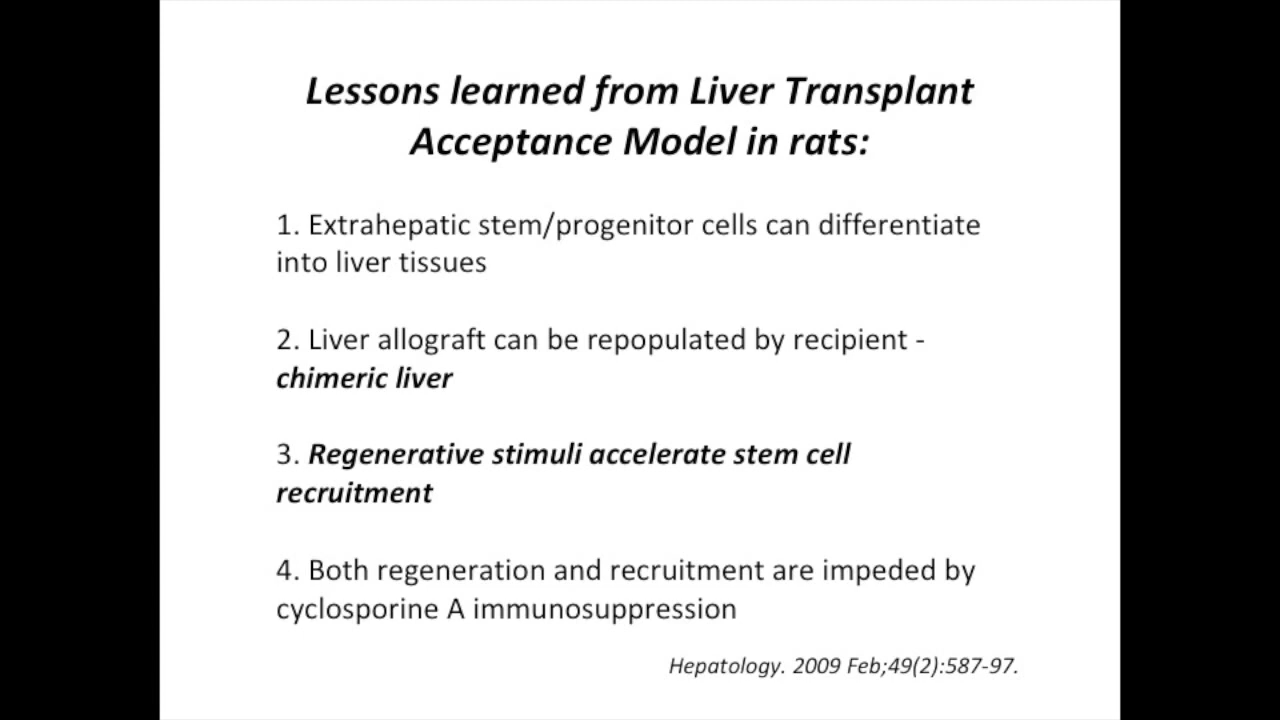 Lessons learned from Liver Transplant
Acceptance Model in rats:
1. Extrahepatic stem/progenitor cells can differentiate
into liver tissues
2. Liver allograft can be repopulated by recipient -
chimeric liver
3. Regenerative stimuli accelerate stem cell
recruitment
4. Both regeneration and recruitment are impeded by
cyclosporine A immunosuppression
Hepatology. 2009 Feb;49(2):587-97.